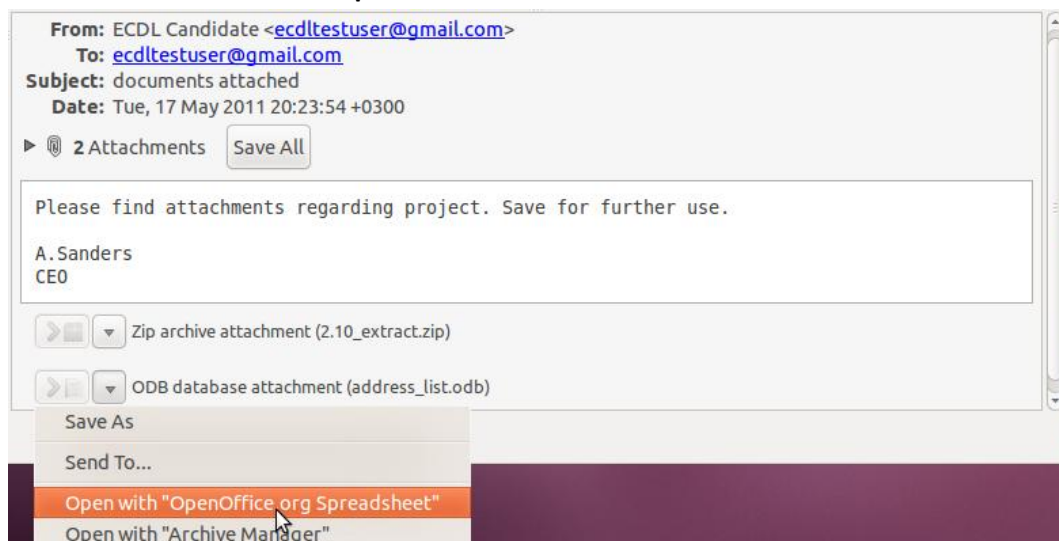 From: ECDL Candidate <ecdltestuser@gmail.com>
To: ecdltestuser@gmail.com
Subject: documents attached
Date: Tue, 17 May 2011 20:23:54 +0300
2 Attachments Save All
Please find attachments regarding project. Save for further use.
A.Sanders
CEO
Zip archive attachment (2.10_extract.zip)
ODB database attachment (address_list.odb)
Save As
Send To...
Open with "OpenOffice.org Spreadsheet"
Open with "Archive Manager"